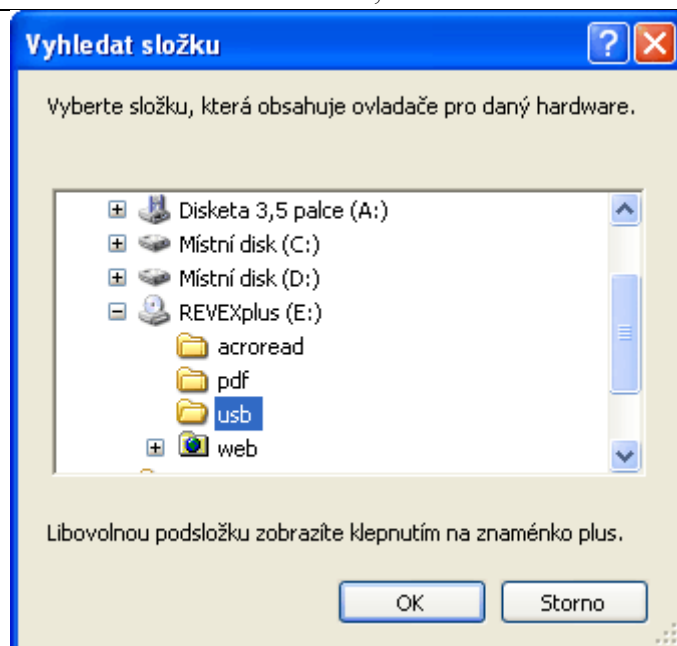 Vyhledat složku
Vyberte složku, která obsahuje ovladače pro daný hardware.
Disketa 3,5 palce (A:)
Místní disk (C:)
Místní disk (D:)
REVEXplus (E:)
acroread
pdf
usb
web
Libovolnou podsložku zobrazíte klepnutím na znaménko plus.
OK
Storno